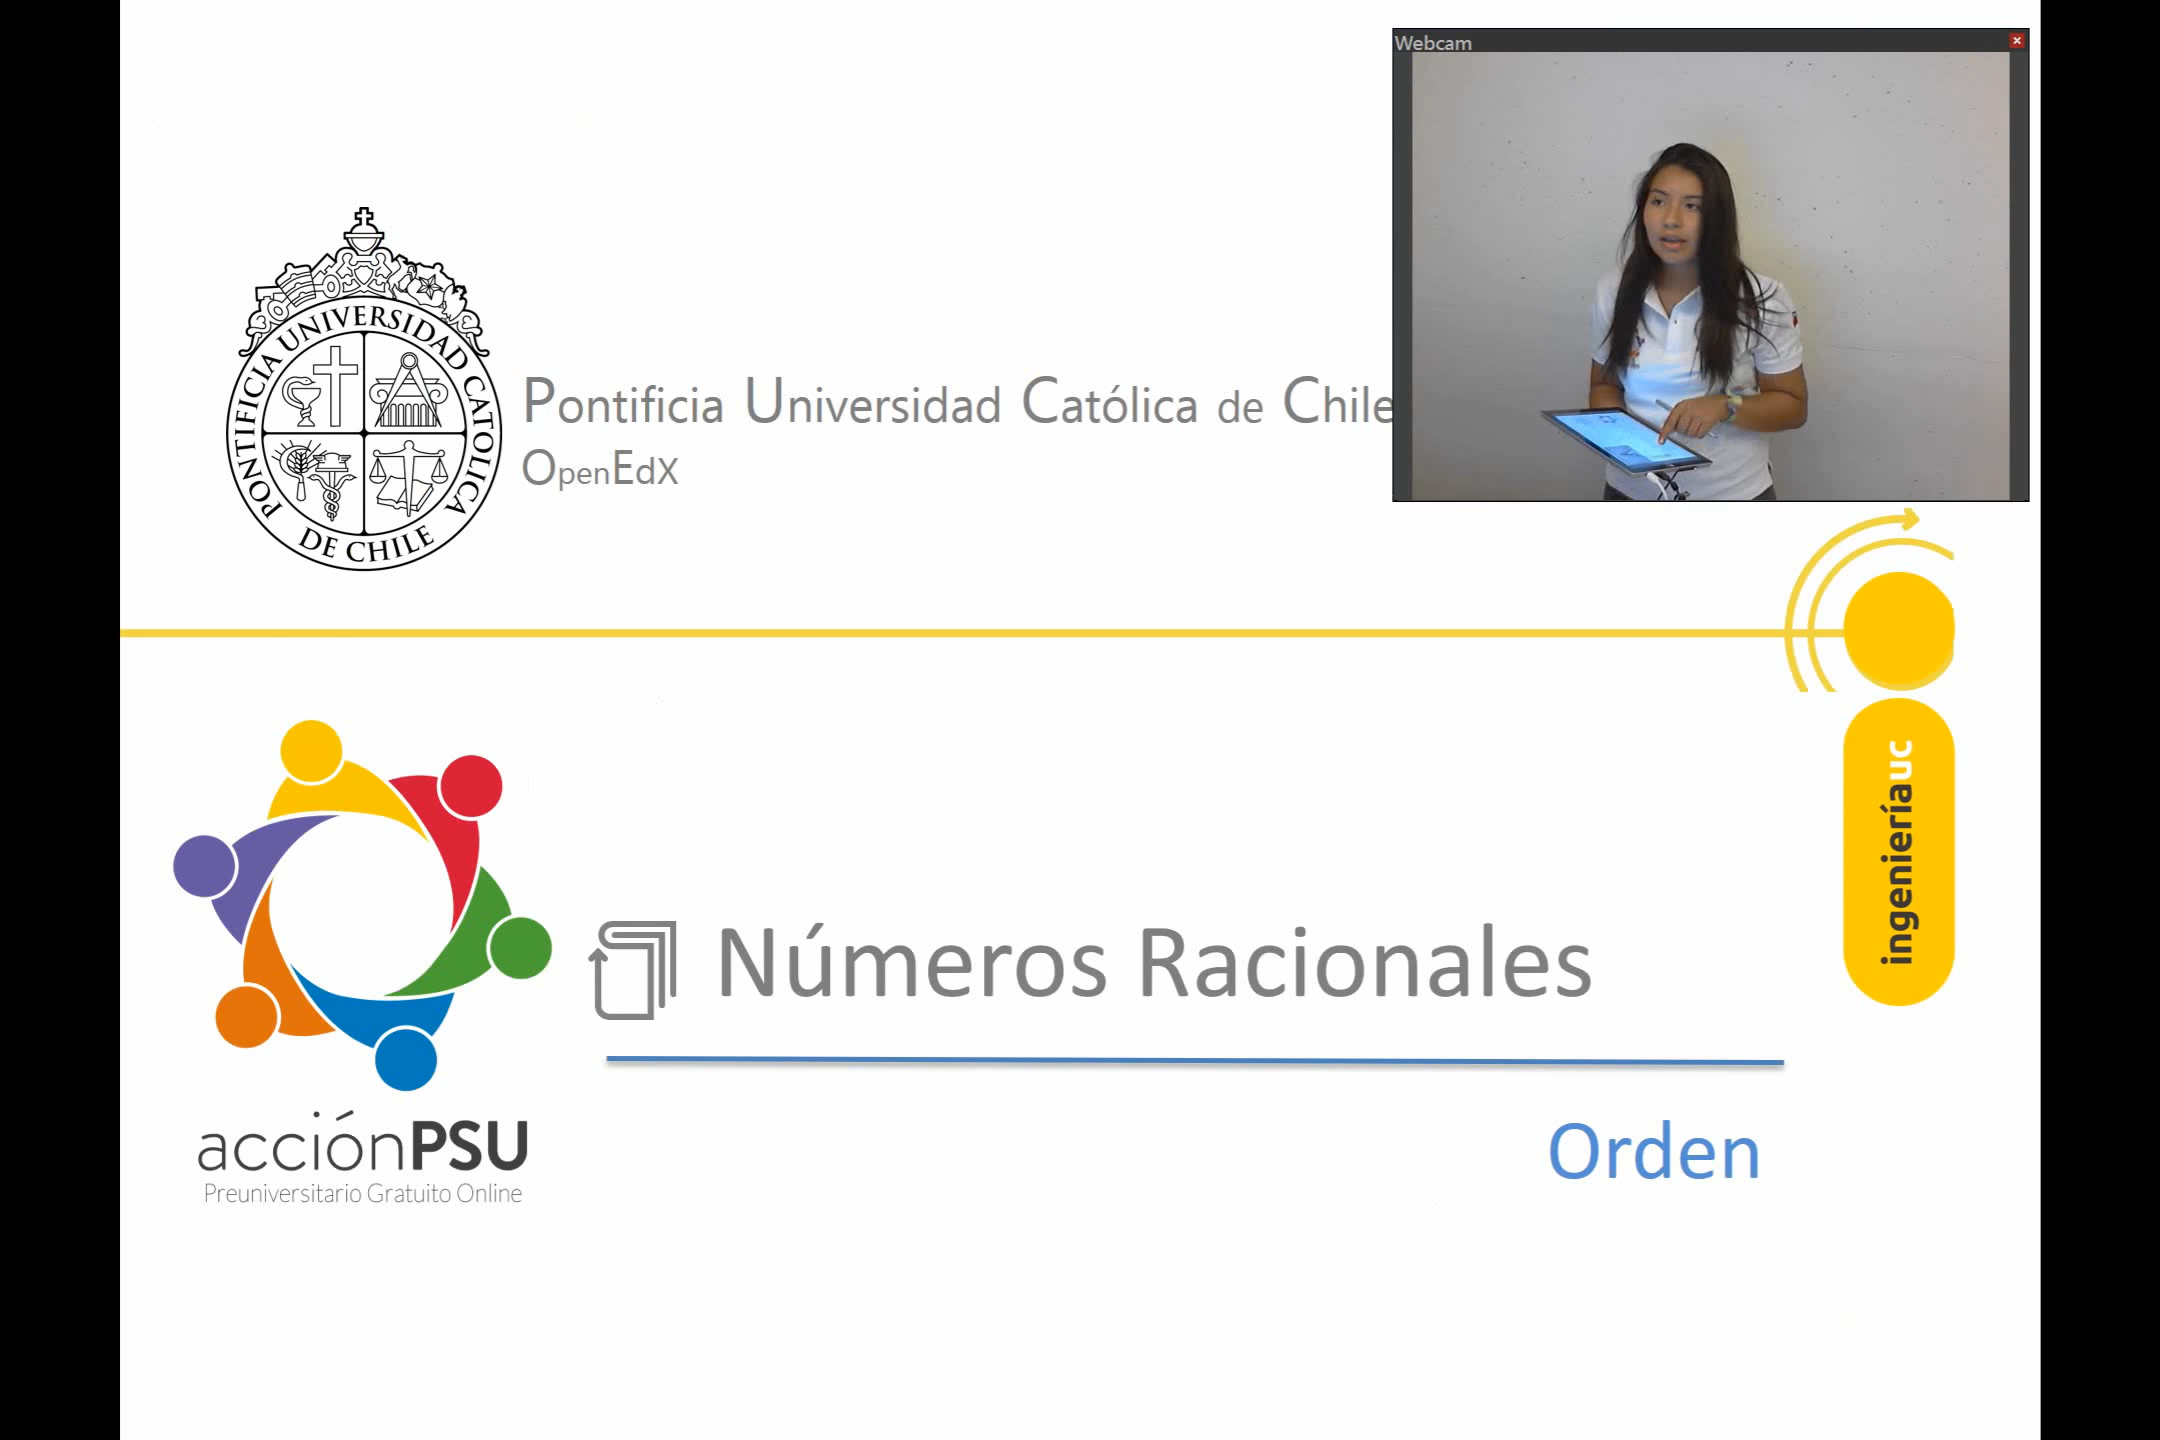 Webcam
PONTIFICIA UNIVERSIDAD CATOLICA
DE CHILE
Pontificia Universidad Católica de Chile
OpenEdX
ingenieríauc
Números Racionales
Orden
acciónPSU
Preuniversitario Gratuito Online